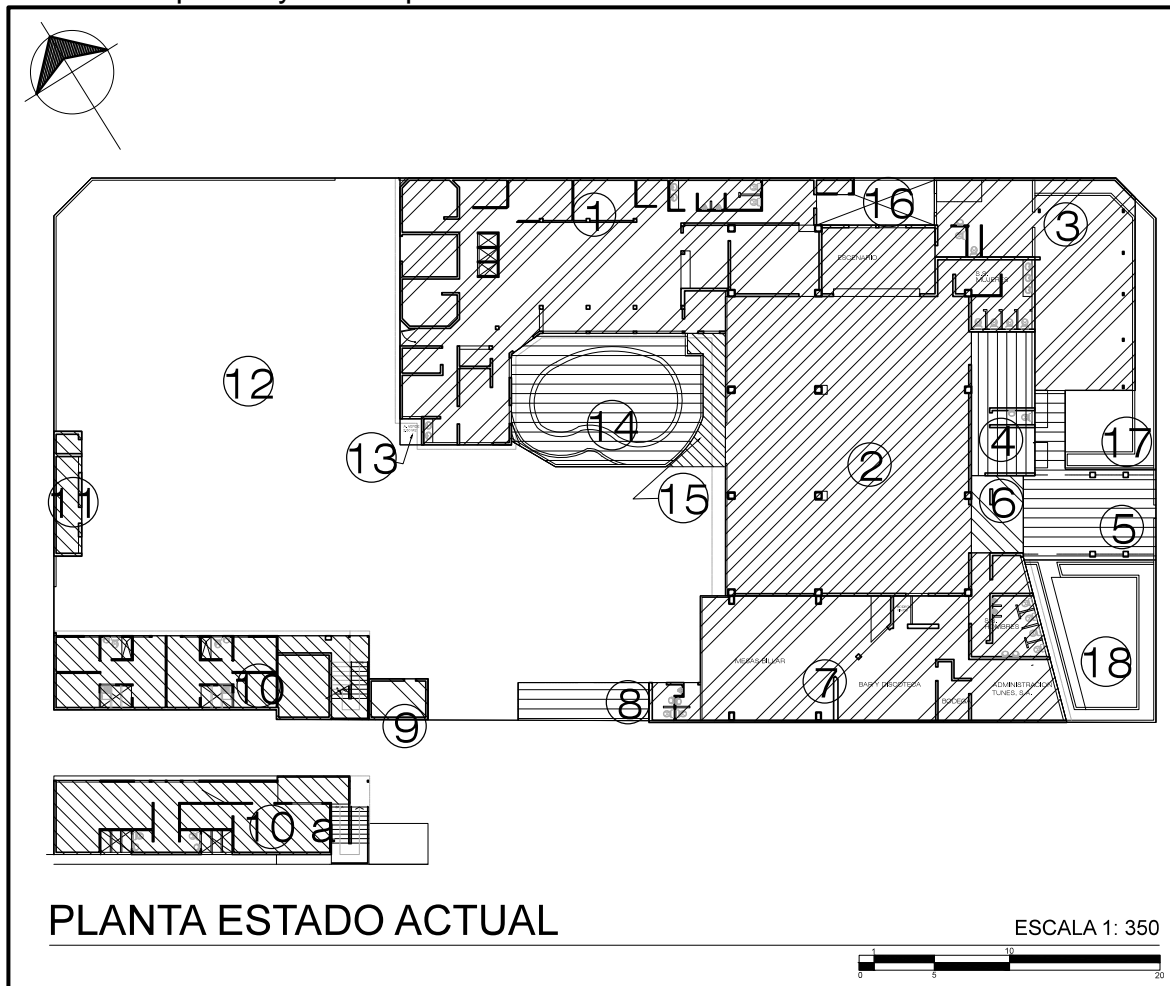 1
16
3
ESCENARIO
S.S.
MUJERES
12
14
4
17
13
2
11
15
6
5
S.S.
HOMBRES
MESAS BILLAR
10
7
BAR Y DISCOTECA
ADMINISTRACION
TUNES, S.A.
18
8
BODEGA
9
10 a
PLANTA ESTADO ACTUAL
ESCALA 1: 350
1
10
0
5
20